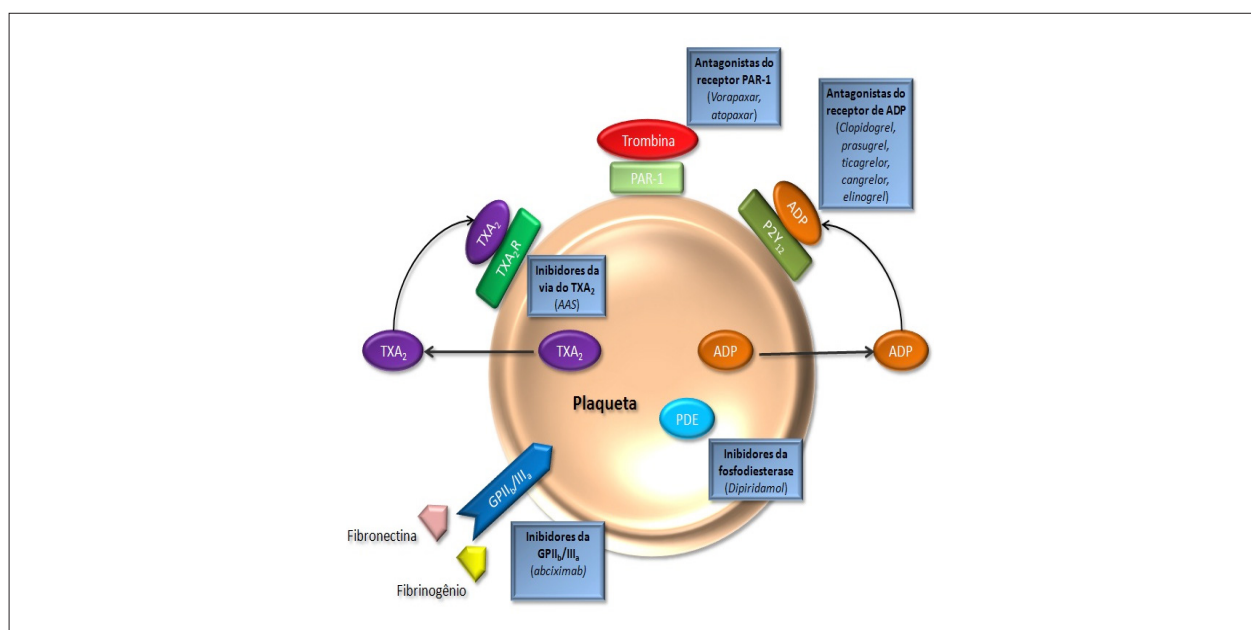 Antagonistas do
receptor PAR-1
(Vorapaxar,
atopaxar)
Antagonistas do
receptor de ADP
(Clopidogrel,
prasugrel,
ticagrelor,
cangrelor,
elinogrel)
Trombina
PAR-1
TXA₂
TXA₂R
ADP
P2Y₁₂
Inibidores da
via do TXA₂
(AAS)
TXA₂
TXA₂
ADP
ADP
Plaqueta
PDE
Inibidores da
fosfodiesterase
(Dipiridamol)
GPIIb/IIIa
Fibronectina
Fibrinogênio
Inibidores da
GPIIb/IIIa
(abciximab)